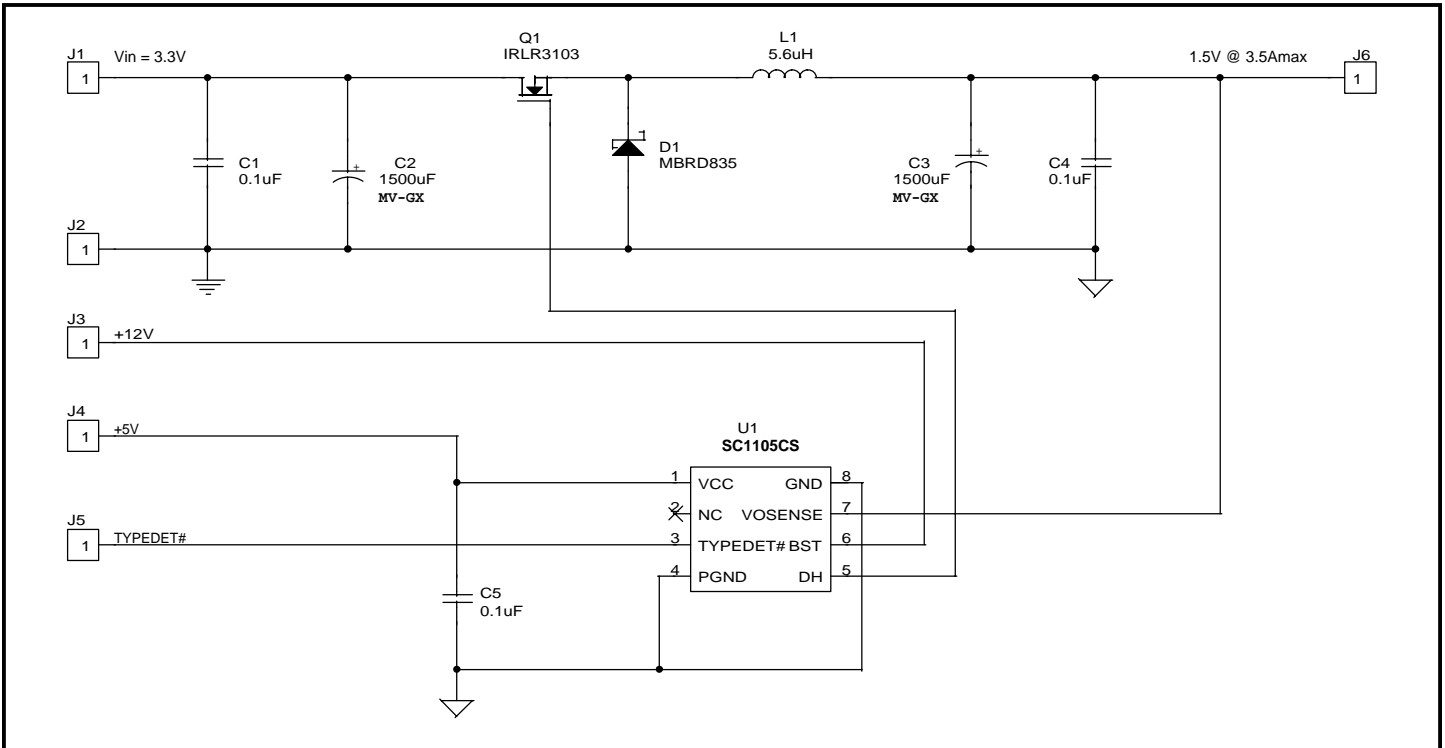 J1
1
Vin = 3.3V
Q1
IRLR3103
L1
5.6uH
1.5V @ 3.5Amax
J6
1
C1
0.1uF
+
C2
1500uF
MV-GX
D1
MBRD835
+
C3
1500uF
MV-GX
C4
0.1uF
J2
1
J3
1
+12V
J4
1
+5V
J5
1
TYPEDET#
C5
0.1uF
U1
SC1105CS
1 VCC GND 8
2 NC VOSENSE 7
3 TYPEDET# BST 6
4 PGND DH 5